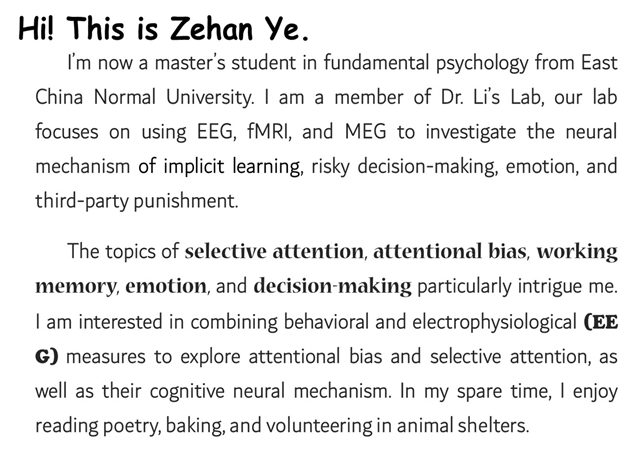 Hi! This is Zehan Ye.
I'm now a master's student in fundamental psychology from East
China Normal University. I am a member of Dr. Li's Lab, our lab
focuses on using EEG, fMRI, and MEG to investigate the neural
mechanism of implicit learning, risky decision-making, emotion, and
third-party punishment.
The topics of selective attention, attentional bias, working
memory, emotion, and decision-making particularly intrigue me.
I am interested in combining behavioral and electrophysiological (EE
G) measures to explore attentional bias and selective attention, as
well as their cognitive neural mechanism. In my spare time, I enjoy
reading poetry, baking, and volunteering in animal shelters.